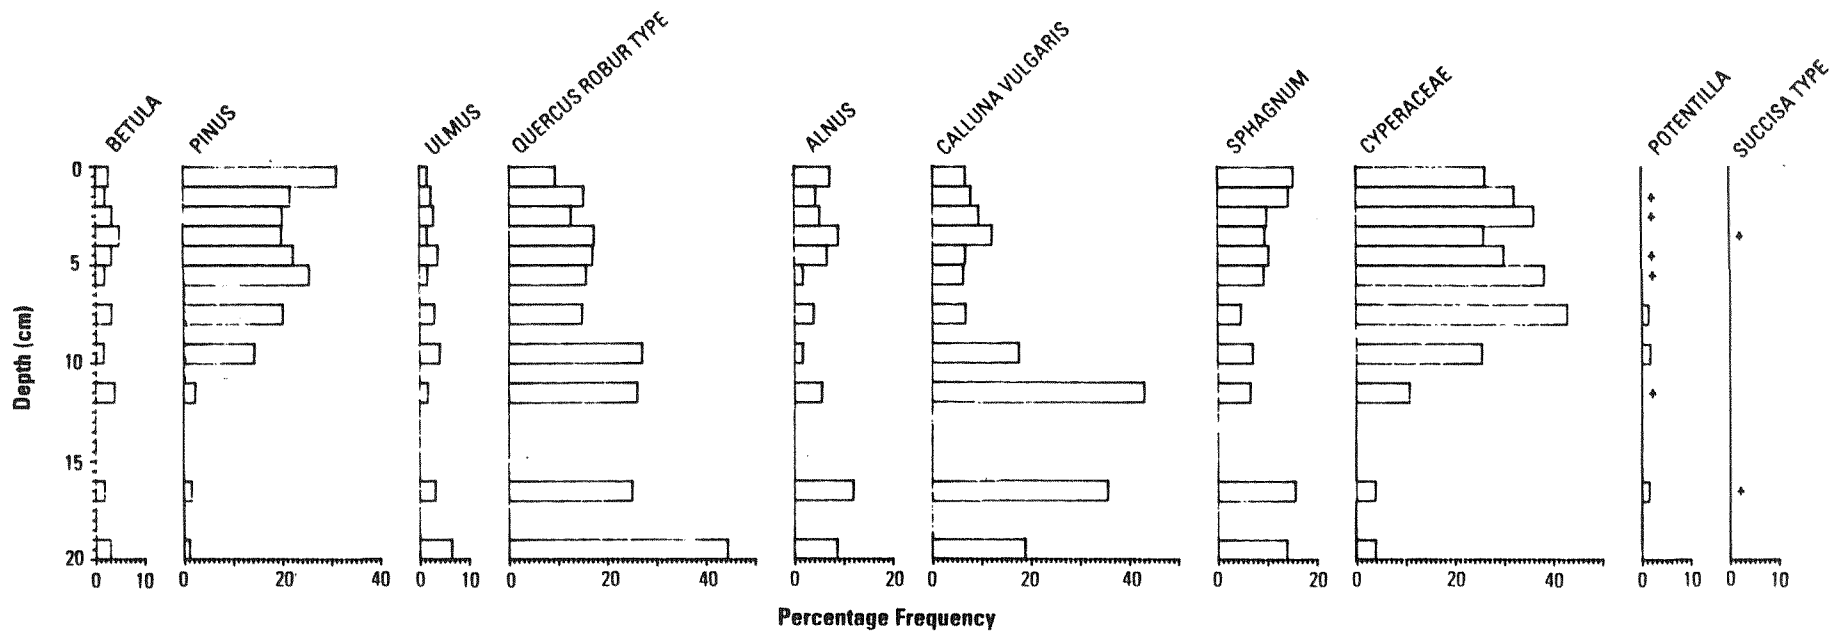 BETULA
PINUS
ULMUS
QUERCUS ROBUR TYPE
ALNUS
CALLUNA VULGARIS
SPHAGNUM
CYPERACEAE
POTENTILLA
SUCCISA TYPE
Depth (cm)
0
5
10
15
20
0 10 0 20 40 0 10 0 20 40 0 20 0 20 40 0 20 0 20 40 0 10 0 10
Percentage Frequency